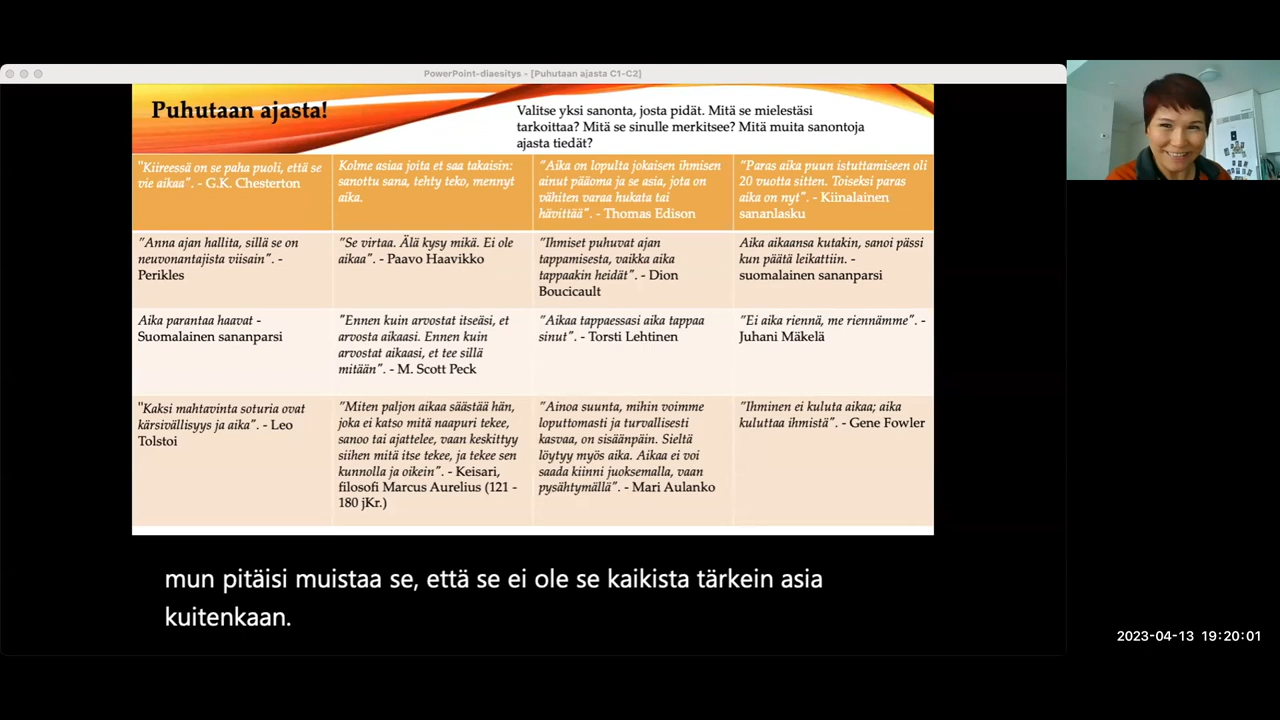 PowerPoint-diaesitys - [Puhutaan ajasta C1-C2]
Puhutaan ajasta!
Valitse yksi sanonta, josta pidät. Mitä se mielestäsi
tarkoittaa? Mitä se sinulle merkitsee? Mitä muita sanontoja
ajasta tiedät?
"Kiireessä on se paha puoli, että se
vie aikaa". - G.K. Chesterton
Kolme asiaa joita et saa takaisin:
sanottu sana, tehty teko, mennyt
aika.
"Aika on lopulta jokaisen ihmisen
ainut pääoma ja se asia, jota on
vähiten varaa hukata tai
hävittää". - Thomas Edison
"Paras aika puun istuttamiseen oli
20 vuotta sitten. Toiseksi paras
aika on nyt". - Kiinalainen
sananlasku
"Anna ajan hallita, sillä se on
neuvonantajista viisain". -
Perikles
"Se virtaa. Älä kysy mikä. Ei ole
aikaa". - Paavo Haavikko
"Ihmiset puhuvat ajan
tappamisesta, vaikka aika
tappaakin heidät". - Dion
Boucicault
Aika aikaansa kutakin, sanoi pässi
kun päätä leikattiin. -
suomalainen sananparsi
Aika parantaa haavat -
Suomalainen sananparsi
"Ennen kuin arvostat itseäsi, et
arvosta aikaasi. Ennen kuin
arvostat aikaasi, et tee sillä
mitään". - M. Scott Peck
"Aikaa tappaessasi aika tappaa
sinut". - Torsti Lehtinen
"Ei aika riennä, me riennämme". -
Juhani Mäkelä
"Kaksi mahtavinta soturia ovat
kärsivällisyys ja aika". - Leo
Tolstoi
"Miten paljon aikaa säästää hän,
joka ei katso mitä naapuri tekee,
sanoo tai ajattelee, vaan keskittyy
siihen mitä itse tekee, ja tekee sen
kunnolla ja oikein". - Keisari,
filosofi Marcus Aurelius (121 -
180 jKr.)
"Ainoa suunta, mihin voimme
loputtomasti ja turvallisesti
kasvaa, on sisäänpäin. Sieltä
löytyy myös aika. Aikaa ei voi
saada kiinni juoksemalla, vaan
pysähtymällä". - Mari Aulanko
"Ihminen ei kuluta aikaa; aika
kuluttaa ihmistä". - Gene Fowler
mun pitäisi muistaa se, että se ei ole se kaikista tärkein asia
kuitenkaan.
2023-04-13 19:20:01